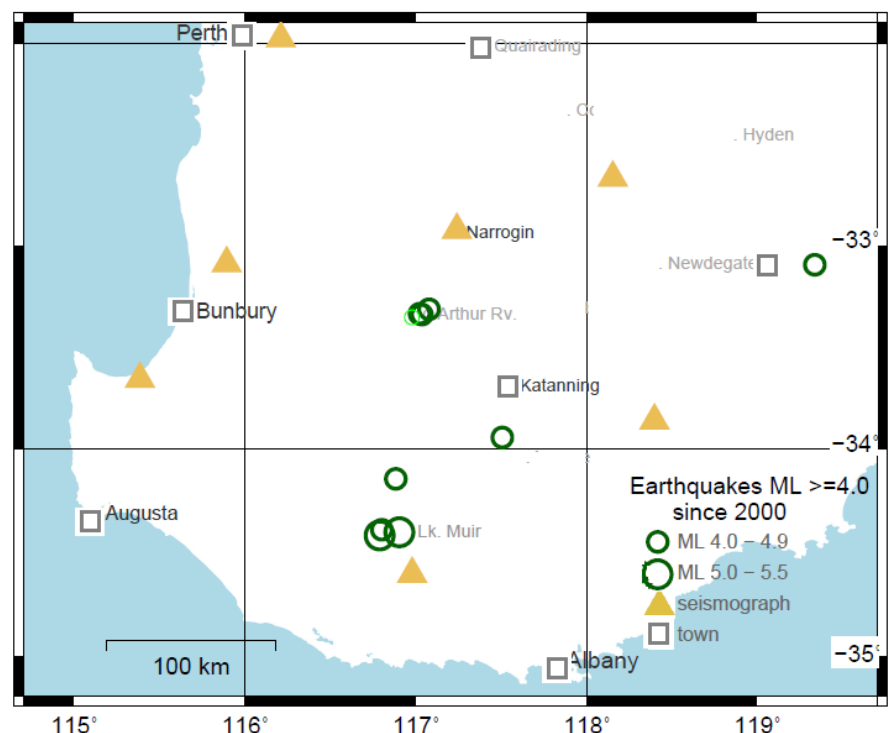 Perth
Quairading
. Hyden
Narrogin
−33°
. Newdegate
Bunbury
Arthur Rv.
Katanning
−34°
Earthquakes ML >=4.0
since 2000
Augusta
Lk. Muir
ML 4.0 − 4.9
ML 5.0 − 5.5
seismograph
town
−35°
100 km
Albany
115° 116° 117° 118° 119°